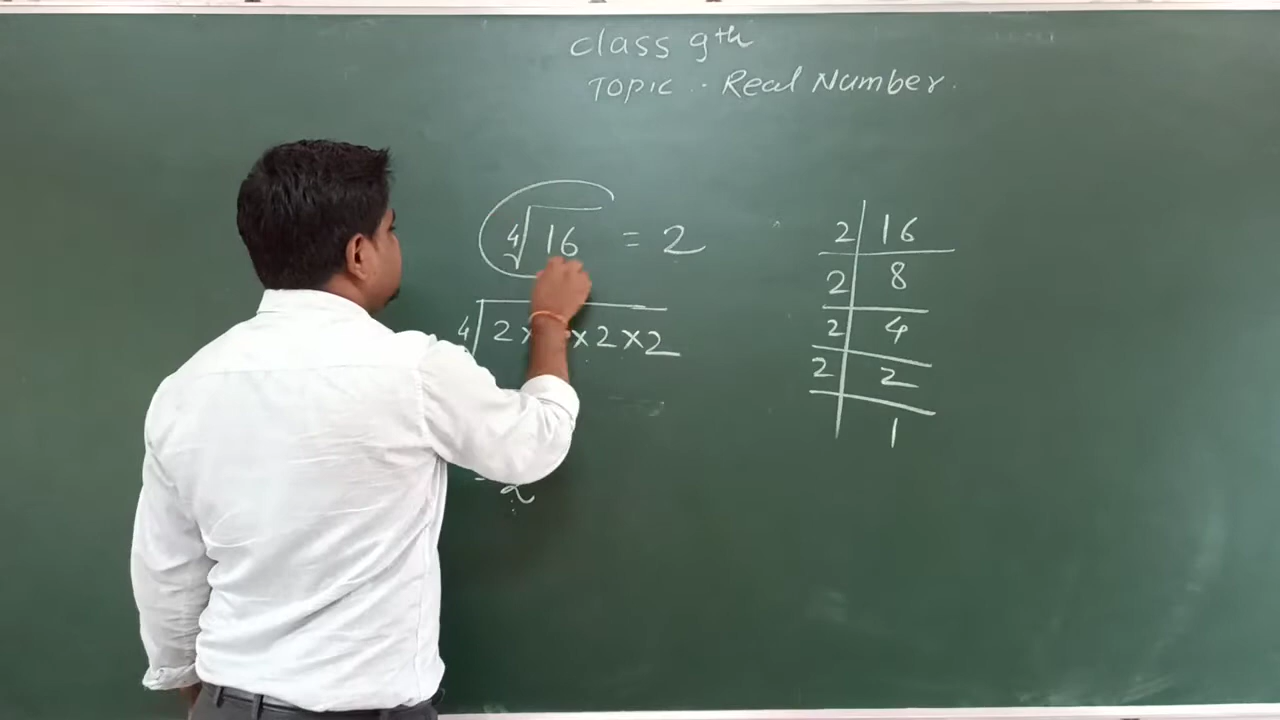 Class 9th
TOPIC .. Real Number.
⁴√16 = 2
⁴√2× ×2×2
2
2 | 16
2 | 8
2 | 4
2 | 2
1